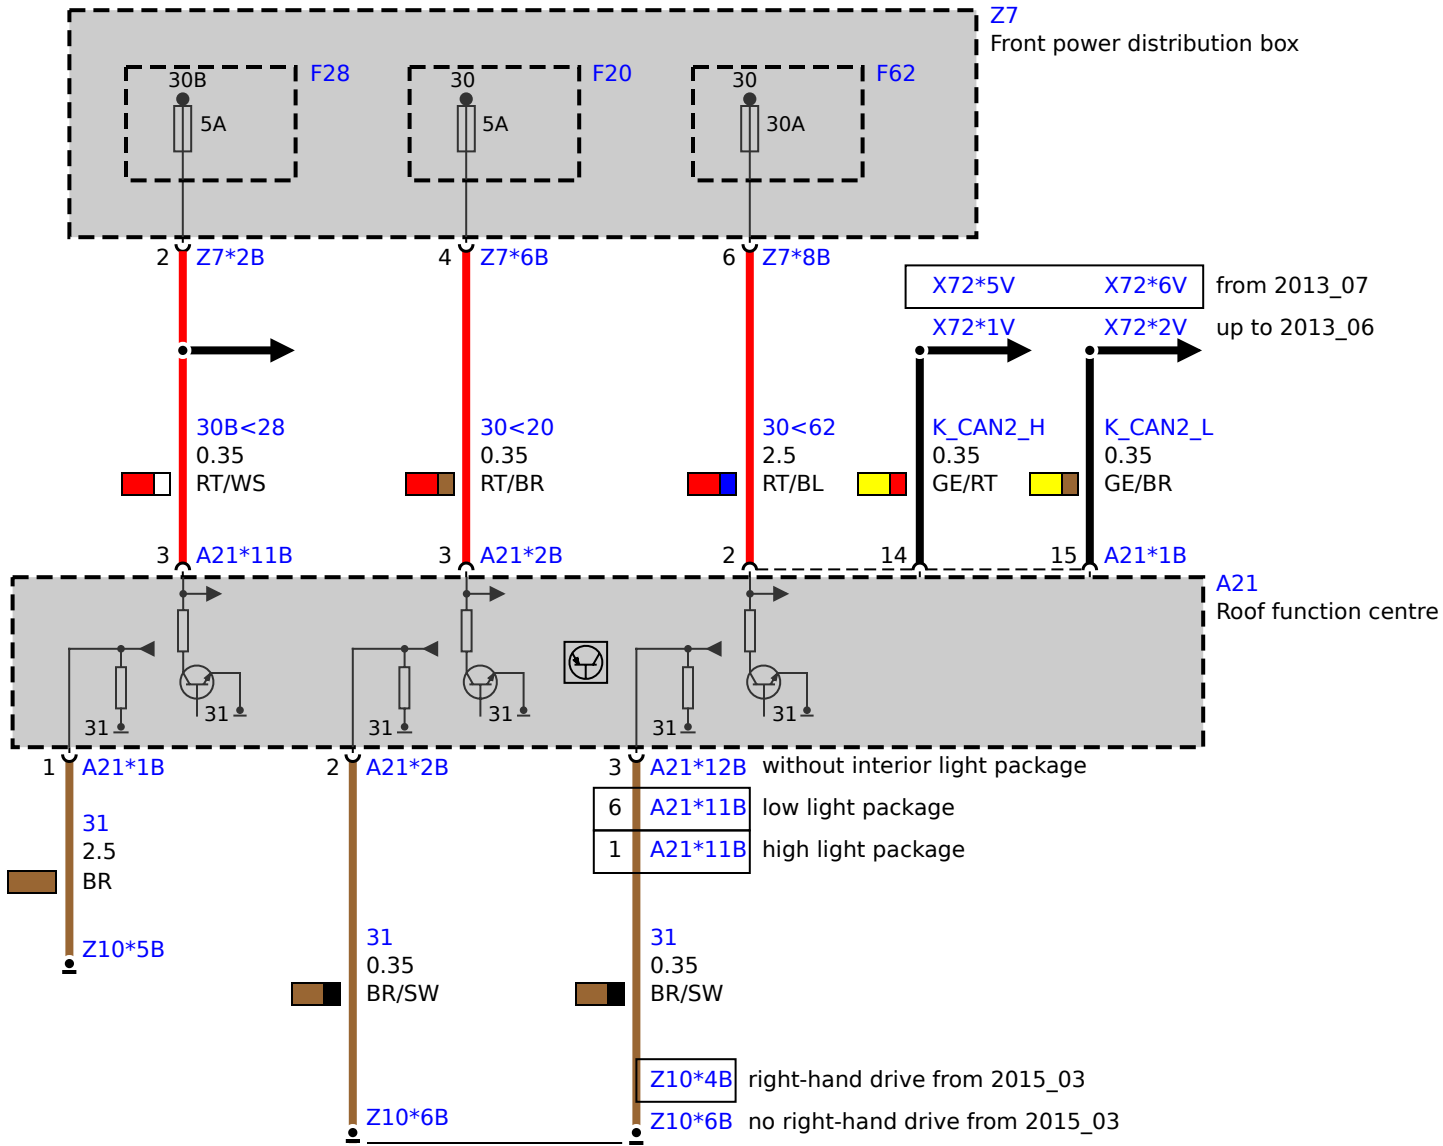 Z7
Front power distribution box
30B
F28
30
F20
30
F62
5A
5A
30A
2
Z7*2B
4
Z7*6B
6
Z7*8B
X72*5V
X72*6V
from 2013_07
X72*1V
X72*2V
up to 2013_06
30B<28
30<20
30<62
K_CAN2_H
K_CAN2_L
0.35
0.35
2.5
0.35
0.35
RT/WS
RT/BR
RT/BL
GE/RT
GE/BR
3
A21*11B
3
A21*2B
2
14
15
A21*1B
A21
Roof function centre
31
31
31
31
31
31
1
A21*1B
2
A21*2B
3
A21*12B
without interior light package
6
A21*11B
low light package
1
A21*11B
high light package
31
2.5
BR
Z10*5B
31
31
0.35
0.35
BR/SW
BR/SW
Z10*4B
right-hand drive from 2015_03
Z10*6B
Z10*6B
no right-hand drive from 2015_03